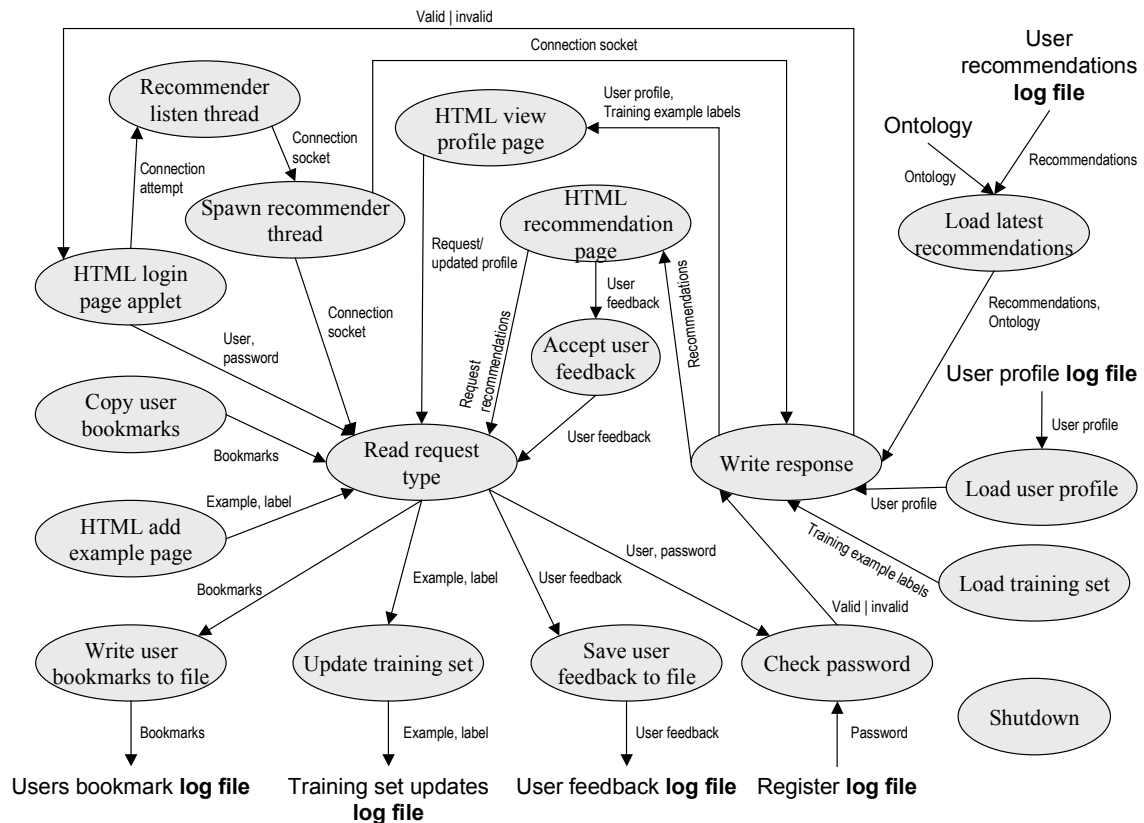 Valid | invalid
Connection socket
User
recommendations
log file
Recommender
listen thread
User profile,
Training example labels
HTML view
profile page
Ontology
Connection
socket
Connection
attempt
Recommendations
Ontology
Spawn recommender
thread
HTML
recommendation
page
Load latest
recommendations
Request/
updated profile
HTML login
page applet
User
feedback
Recommendations
Recommendations,
Ontology
Connection
socket
User,
password
Request
recommendations
Accept user
feedback
User profile log file
Copy user
bookmarks
User profile
User feedback
Bookmarks
Read request
type
Write response
Load user profile
User profile
Example, label
HTML add
example page
User, password
Training example labels
Load training set
Bookmarks
Example, label
User feedback
Valid | invalid
Write user
bookmarks to file
Update training set
Save user
feedback to file
Check password
Shutdown
Bookmarks
Example, label
User feedback
Password
Users bookmark log file
Training set updates
log file
User feedback log file
Register log file